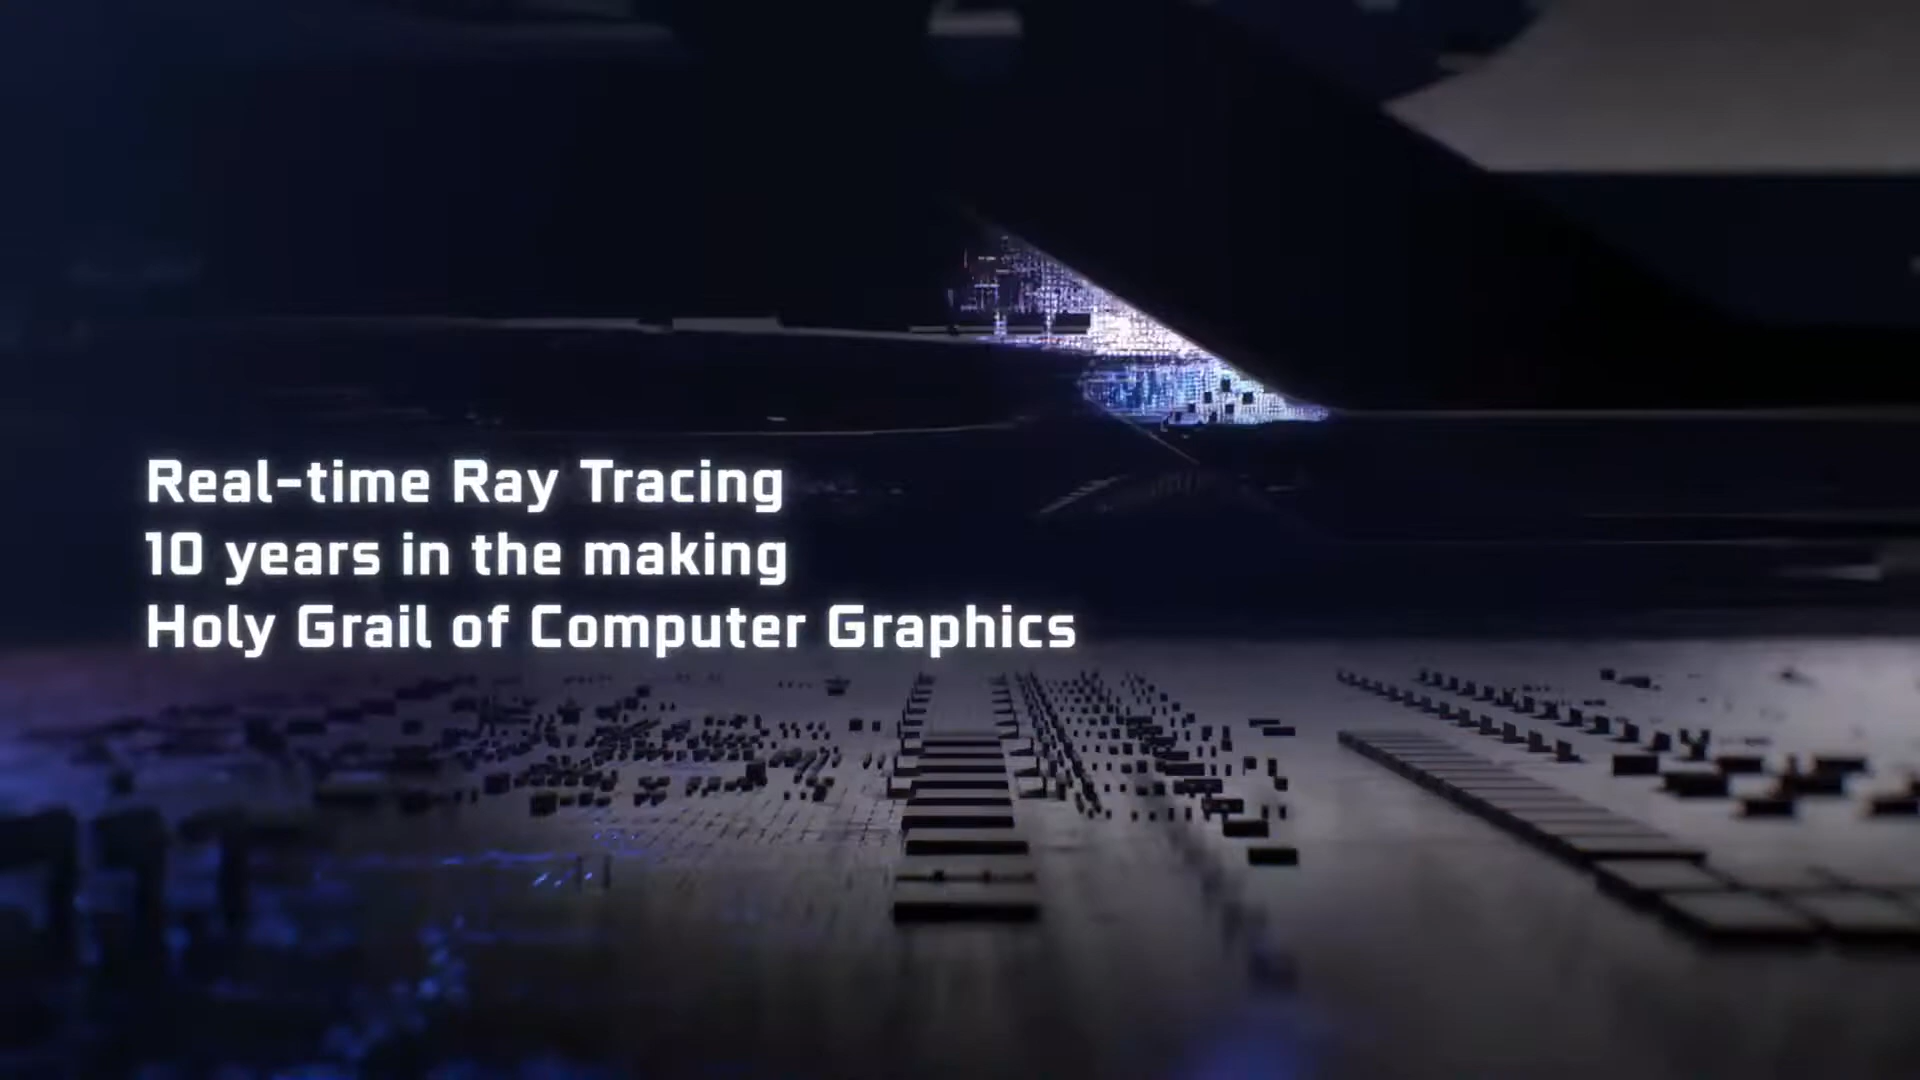 Real-time Ray Tracing
10 years in the making
Holy Grail of Computer Graphics